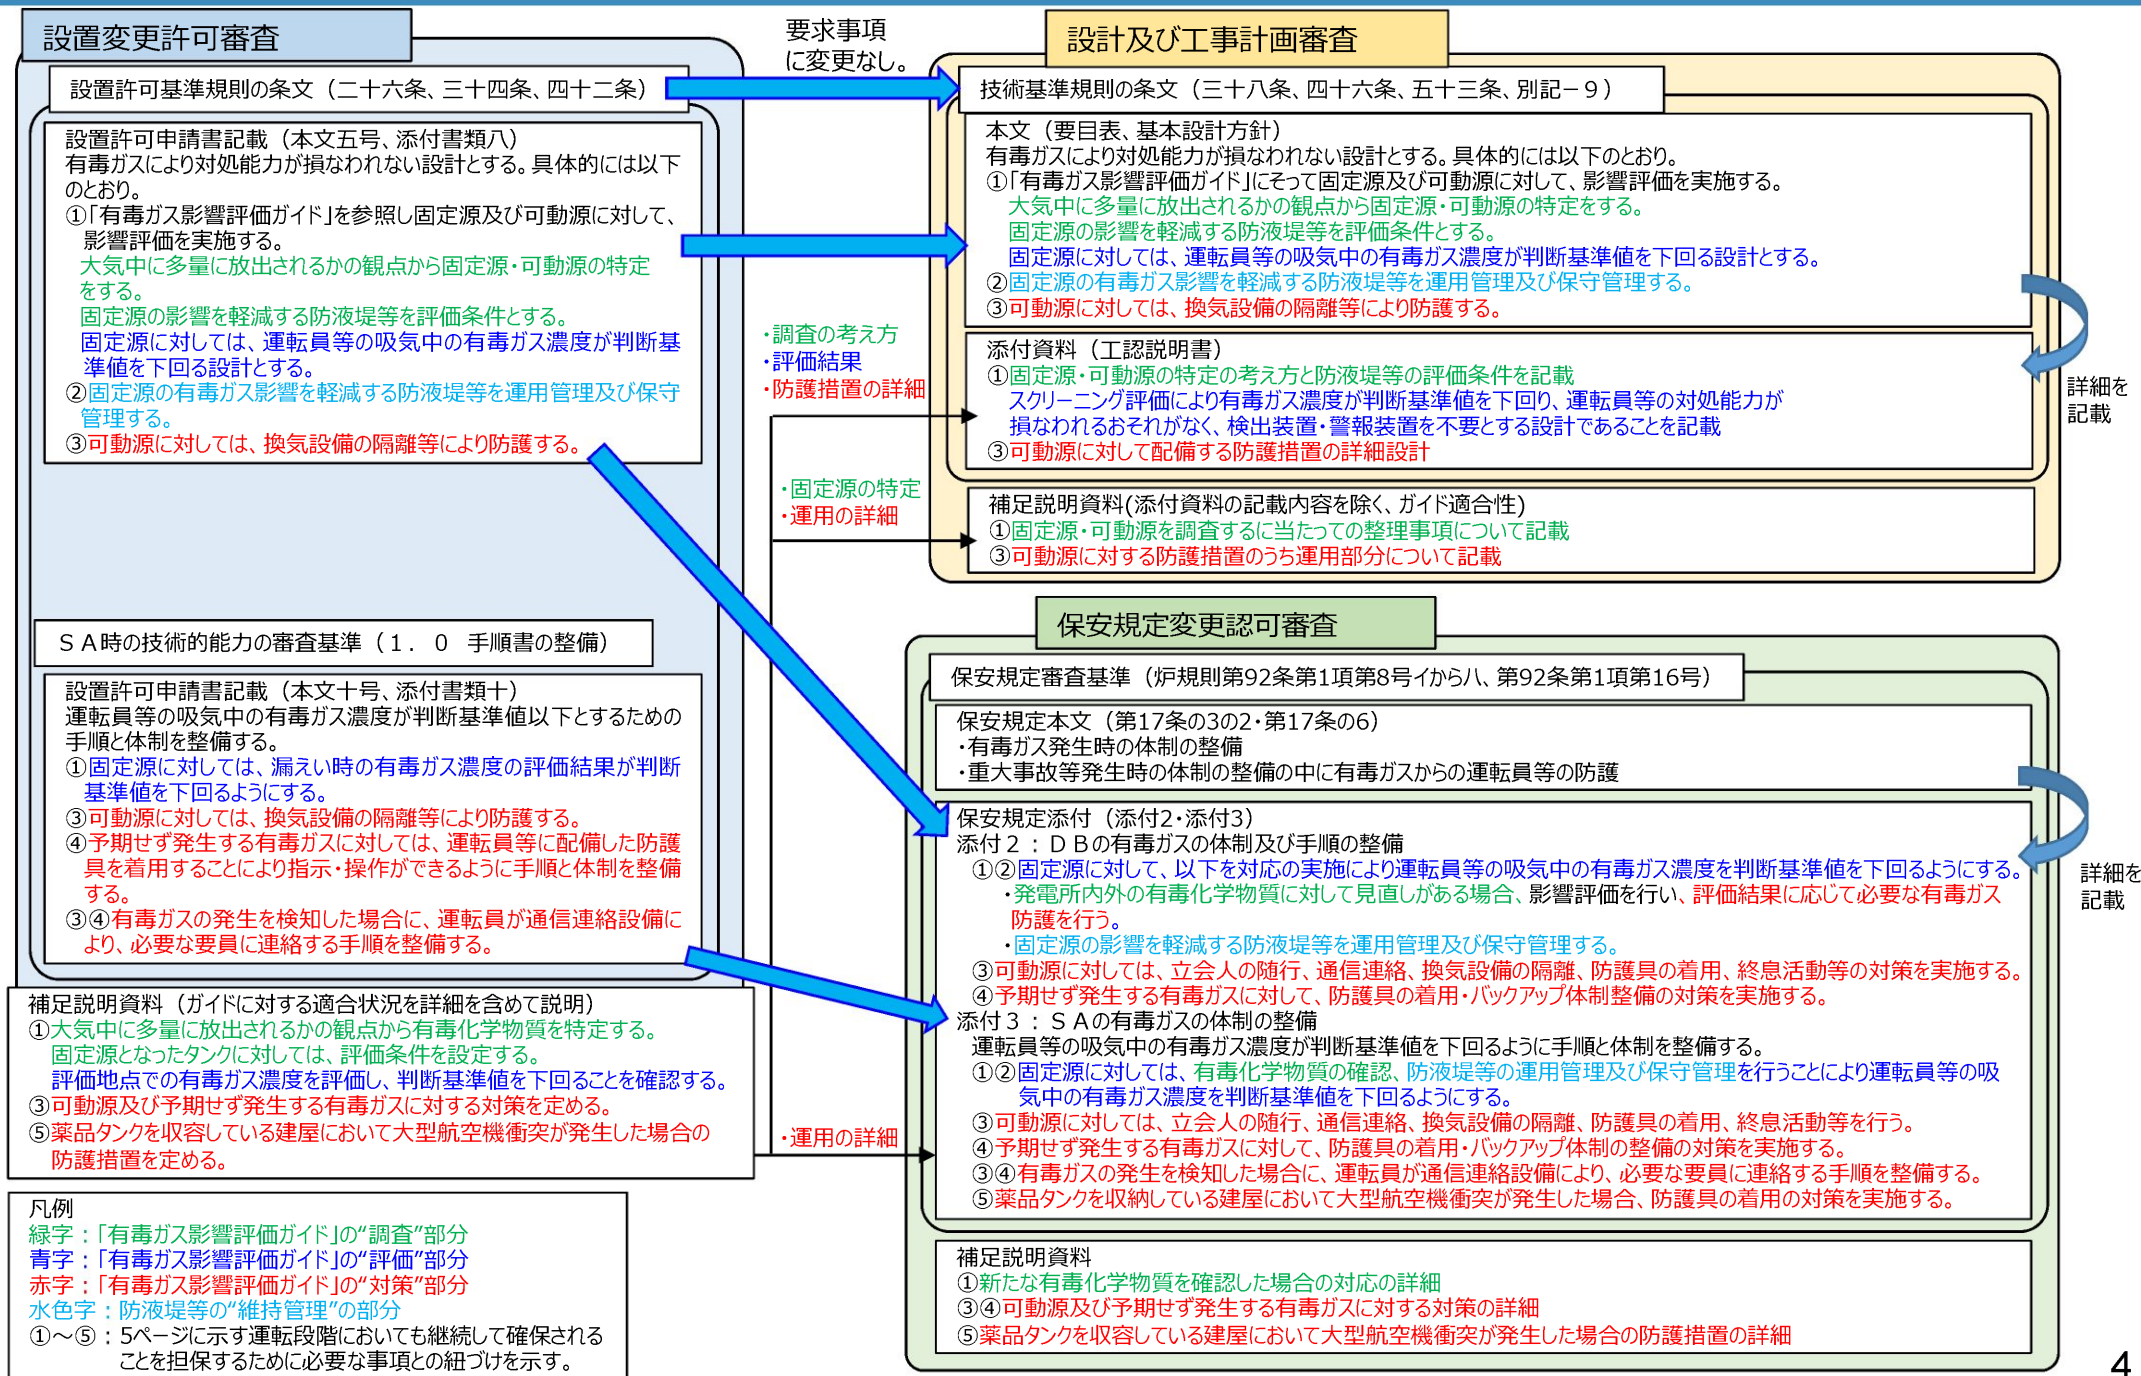 設置変更許可審査
設置許可基準規則の条文（二十六条、三十四条、四十二条）
設置許可申請書記載（本文五号、添付書類八）
有毒ガスにより対処能力が損なわれない設計とする。具体的には以下
のとおり。
①「有毒ガス影響評価ガイド」を参照し固定源及び可動源に対して、
影響評価を実施する。
大気中に多量に放出されるかの観点から固定源・可動源の特定
をする。
固定源の影響を軽減する防液堤等を評価条件とする。
固定源に対しては、運転員等の吸気中の有毒ガス濃度が判断基
準値を下回る設計とする。
②固定源の有毒ガス影響を軽減する防液堤等を運用管理及び保守
管理する。
③可動源に対しては、換気設備の隔離等により防護する。
ＳＡ時の技術的能力の審査基準（１．０　手順書の整備）
設置許可申請書記載（本文十号、添付書類十）
運転員等の吸気中の有毒ガス濃度が判断基準値以下とするための
手順と体制を整備する。
①固定源に対しては、漏えい時の有毒ガス濃度の評価結果が判断
基準値を下回るようにする。
③可動源に対しては、換気設備の隔離等により防護する。
④予期せず発生する有毒ガスに対しては、運転員等に配備した防護
具を着用することにより指示・操作ができるように手順と体制を整備
する。
③④有毒ガスの発生を検知した場合に、運転員が通信連絡設備に
より、必要な要員に連絡する手順を整備する。
補足説明資料（ガイドに対する適合状況を詳細を含めて説明）
①大気中に多量に放出されるかの観点から有毒化学物質を特定する。
固定源となったタンクに対しては、評価条件を設定する。
評価地点での有毒ガス濃度を評価し、判断基準値を下回ることを確認する。
③可動源及び予期せず発生する有毒ガスに対する対策を定める。
⑤薬品タンクを収容している建屋において大型航空機衝突が発生した場合の
防護措置を定める。
凡例
緑字：「有毒ガス影響評価ガイド」の“調査”部分
青字：「有毒ガス影響評価ガイド」の“評価”部分
赤字：「有毒ガス影響評価ガイド」の“対策”部分
水色字：防液堤等の“維持管理”の部分
①～⑤：5ページに示す運転段階においても継続して確保される
ことを担保するために必要な事項との紐づけを示す。
要求事項
に変更なし。
・調査の考え方
・評価結果
・防護措置の詳細
・固定源の特定
・運用の詳細
・運用の詳細
設計及び工事計画審査
技術基準規則の条文（三十八条、四十六条、五十三条、別記－９）
本文（要目表、基本設計方針）
有毒ガスにより対処能力が損なわれない設計とする。具体的には以下のとおり。
①「有毒ガス影響評価ガイド」にそって固定源及び可動源に対して、影響評価を実施する。
大気中に多量に放出されるかの観点から固定源・可動源の特定をする。
固定源の影響を軽減する防液堤等を評価条件とする。
固定源に対しては、運転員等の吸気中の有毒ガス濃度が判断基準値を下回る設計とする。
②固定源の有毒ガス影響を軽減する防液堤等を運用管理及び保守管理する。
③可動源に対しては、換気設備の隔離等により防護する。
添付資料（工認説明書）
①固定源・可動源の特定の考え方と防液堤等の評価条件を記載
スクリーニング評価により有毒ガス濃度が判断基準値を下回り、運転員等の対処能力が
損なわれるおそれがなく、検出装置・警報装置を不要とする設計であることを記載
③可動源に対して配備する防護措置の詳細設計
詳細を
記載
補足説明資料(添付資料の記載内容を除く、ガイド適合性)
①固定源・可動源を調査するに当たっての整理事項について記載
③可動源に対する防護措置のうち運用部分について記載
保安規定変更認可審査
保安規定審査基準（炉規則第92条第1項第8号イからハ、第92条第1項第16号）
保安規定本文（第17条の3の2・第17条の6）
・有毒ガス発生時の体制の整備
・重大事故等発生時の体制の整備の中に有毒ガスからの運転員等の防護
保安規定添付（添付2・添付3）
添付２：ＤＢの有毒ガスの体制及び手順の整備
①②固定源に対して、以下を対応の実施により運転員等の吸気中の有毒ガス濃度を判断基準値を下回るようにする。
・発電所内外の有毒化学物質に対して見直しがある場合、影響評価を行い、評価結果に応じて必要な有毒ガス
防護を行う。
・固定源の影響を軽減する防液堤等を運用管理及び保守管理する。
③可動源に対しては、立会人の随行、通信連絡、換気設備の隔離、防護具の着用、終息活動等の対策を実施する。
④予期せず発生する有毒ガスに対して、防護具の着用・バックアップ体制整備の対策を実施する。
添付３：ＳＡの有毒ガスの体制の整備
運転員等の吸気中の有毒ガス濃度が判断基準値を下回るように手順と体制を整備する。
①②固定源に対しては、有毒化学物質の確認、防液堤等の運用管理及び保守管理を行うことにより運転員等の吸
気中の有毒ガス濃度を判断基準値を下回るようにする。
③可動源に対しては、立会人の随行、通信連絡、換気設備の隔離、防護具の着用、終息活動等を行う。
④予期せず発生する有毒ガスに対して、防護具の着用・バックアップ体制の整備の対策を実施する。
③④有毒ガスの発生を検知した場合に、運転員が通信連絡設備により、必要な要員に連絡する手順を整備する。
⑤薬品タンクを収納している建屋において大型航空機衝突が発生した場合、防護具の着用の対策を実施する。
詳細を
記載
補足説明資料
①新たな有毒化学物質を確認した場合の対応の詳細
③④可動源及び予期せず発生する有毒ガスに対する対策の詳細
⑤薬品タンクを収容している建屋において大型航空機衝突が発生した場合の防護措置の詳細
4